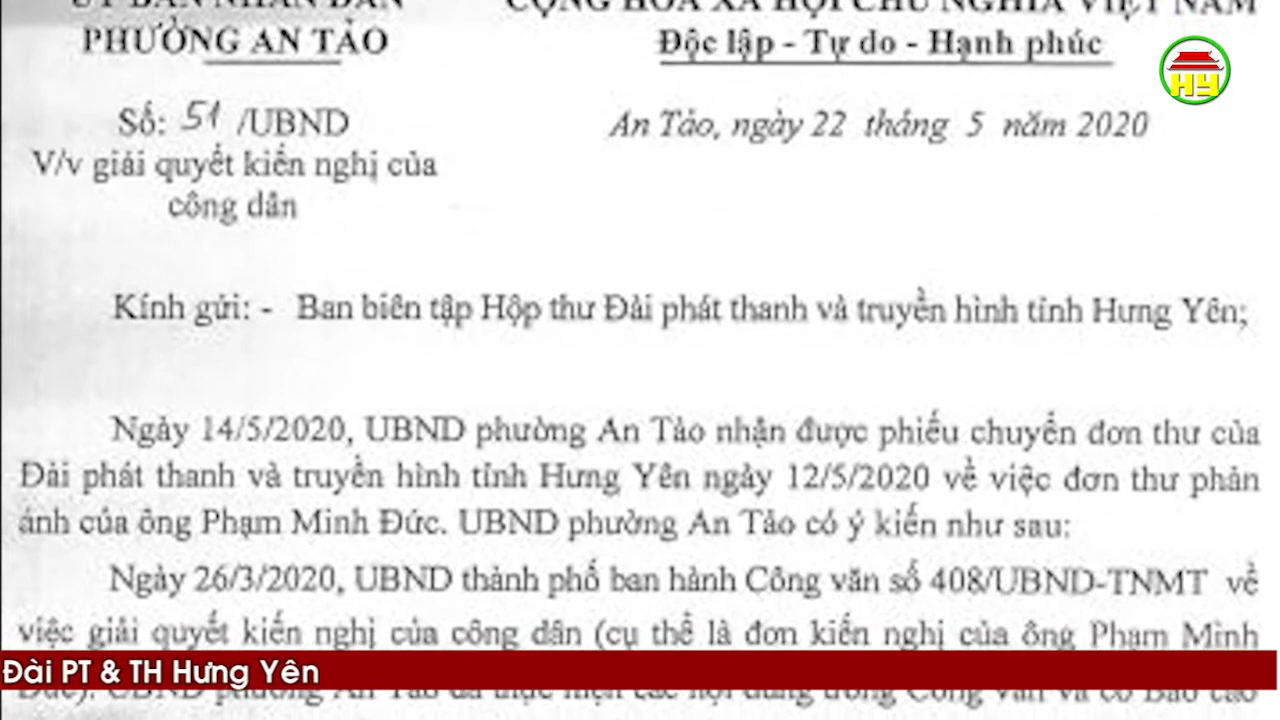 ỦY BAN NHÂN DÂN
CỘNG HÒA XÃ HỘI CHỦ NGHĨA VIỆT NAM
PHƯỜNG AN TẢO
Độc lập - Tự do - Hạnh phúc
HY
Số: 51 /UBND
An Tảo, ngày 22 tháng 5 năm 2020
V/v giải quyết kiến nghị của
công dân
Kính gửi: - Ban biên tập Hộp thư Đài phát thanh và truyền hình tỉnh Hưng Yên;
Ngày 14/5/2020, UBND phường An Tảo nhận được phiếu chuyển đơn thư của
Đài phát thanh và truyền hình tỉnh Hưng Yên ngày 12/5/2020 về việc đơn thư phản
ánh của ông Phạm Minh Đức. UBND phường An Tảo có ý kiến như sau:
Ngày 26/3/2020, UBND thành phố ban hành Công văn số 408/UBND-TNMT về
việc giải quyết kiến nghị của công dân (cụ thể là đơn kiến nghị của ông Phạm Minh
Đài PT & TH Hưng Yên